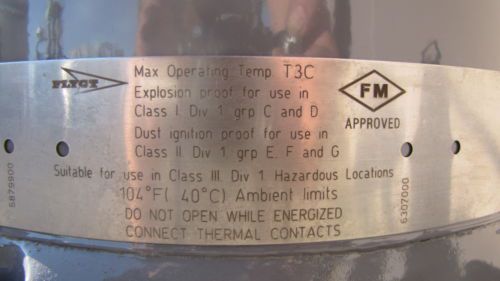 FLYGT
Max Operating Temp T3C
Explosion proof for use in
Class I. Div 1. grp C and D
Dust ignition proof for use in
Class II. Div 1. grp E, F and G
Suitable for use in Class III. Div 1. Hazardous Locations
104°F( 40°C) Ambient limits
DO NOT OPEN WHILE ENERGIZED
CONNECT THERMAL CONTACTS
FM
APPROVED
5879900
6307000